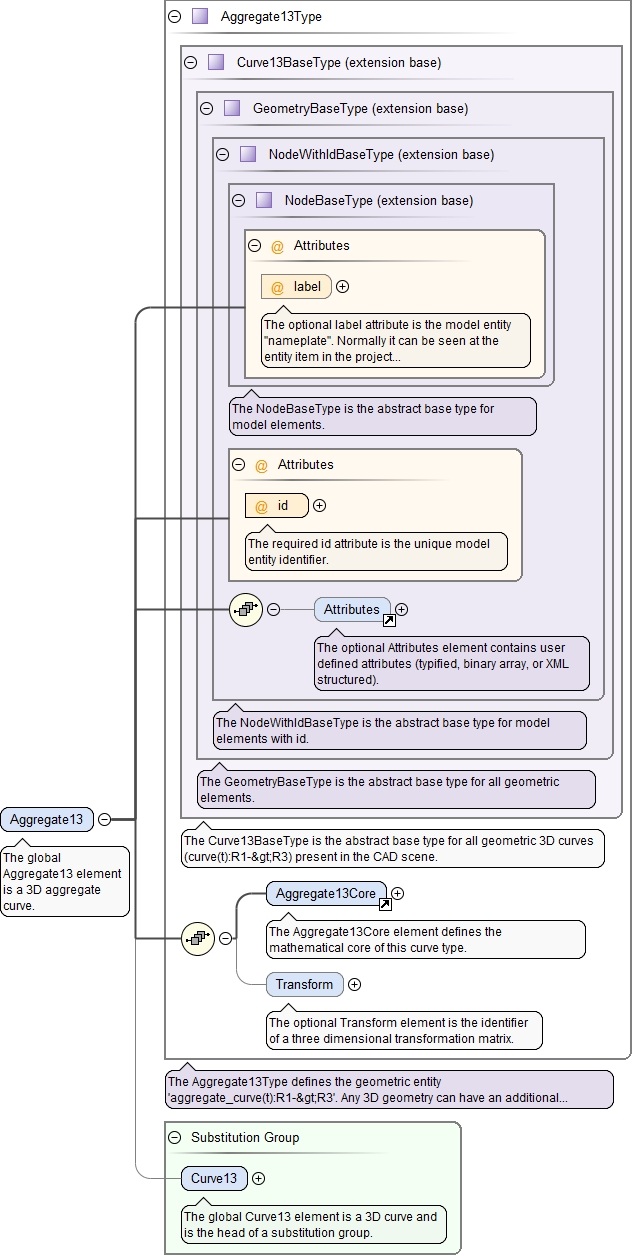 Aggregate13Type
Curve13BaseType (extension base)
GeometryBaseType (extension base)
NodeWithIdBaseType (extension base)
NodeBaseType (extension base)
@ Attributes
@ label
The optional label attribute is the model entity
"nameplate". Normally it can be seen at the
entity item in the project...
The NodeBaseType is the abstract base type for
model elements.
@ Attributes
@ id
The required id attribute is the unique model
entity identifier.
Attributes
The optional Attributes element contains user
defined attributes (typified, binary array, or XML
structured).
The NodeWithIdBaseType is the abstract base type for model
elements with id.
The GeometryBaseType is the abstract base type for all geometric
elements.
Aggregate13
The global
Aggregate13 element
is a 3D aggregate
curve.
The Curve13BaseType is the abstract base type for all geometric 3D curves
(curve(t):R1-&gt;R3) present in the CAD scene.
Aggregate13Core
The Aggregate13Core element defines the
mathematical core of this curve type.
Transform
The optional Transform element is the identifier
of a three dimensional transformation matrix.
The Aggregate13Type defines the geometric entity
'aggregate_curve(t):R1-&gt;R3'. Any 3D geometry can have an additional...
Substitution Group
Curve13
The global Curve13 element is a 3D curve and
is the head of a substitution group.